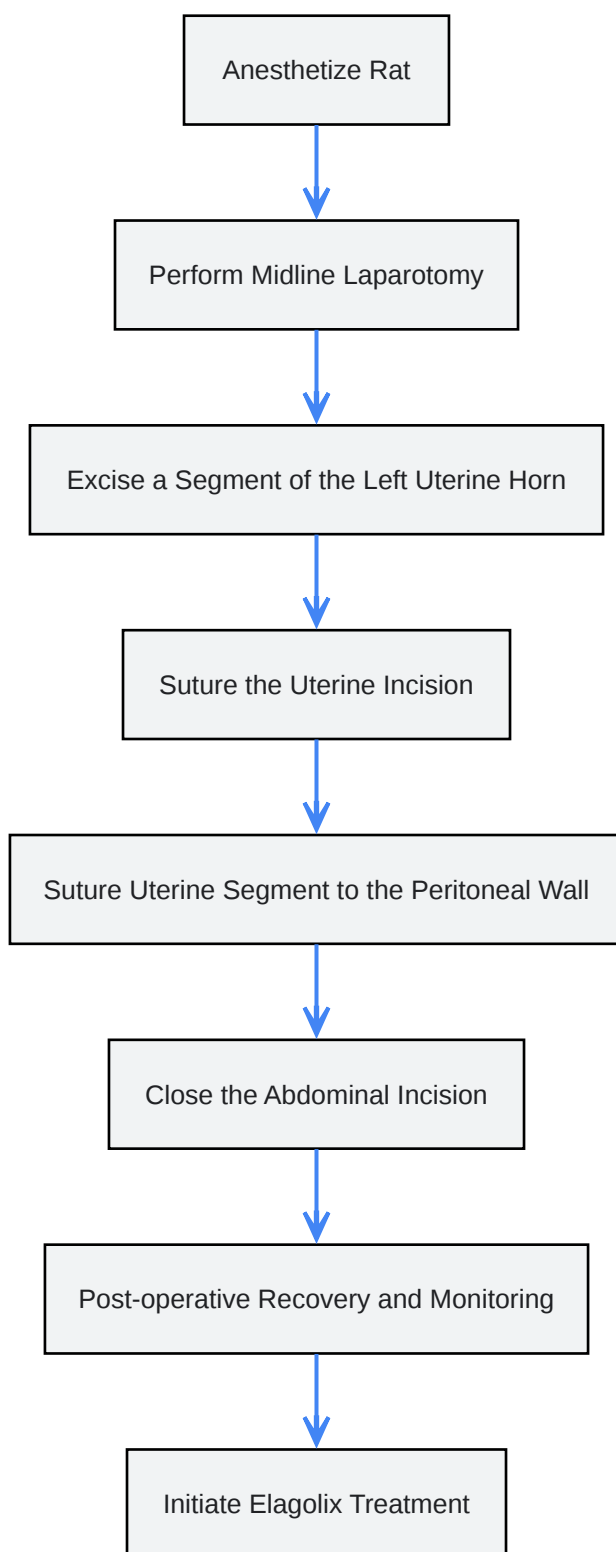 Anesthetize Rat
Perform Midline Laparotomy
Excise a Segment of the Left Uterine Horn
Suture the Uterine Incision
Suture Uterine Segment to the Peritoneal Wall
Close the Abdominal Incision
Post-operative Recovery and Monitoring
Initiate Elagolix Treatment